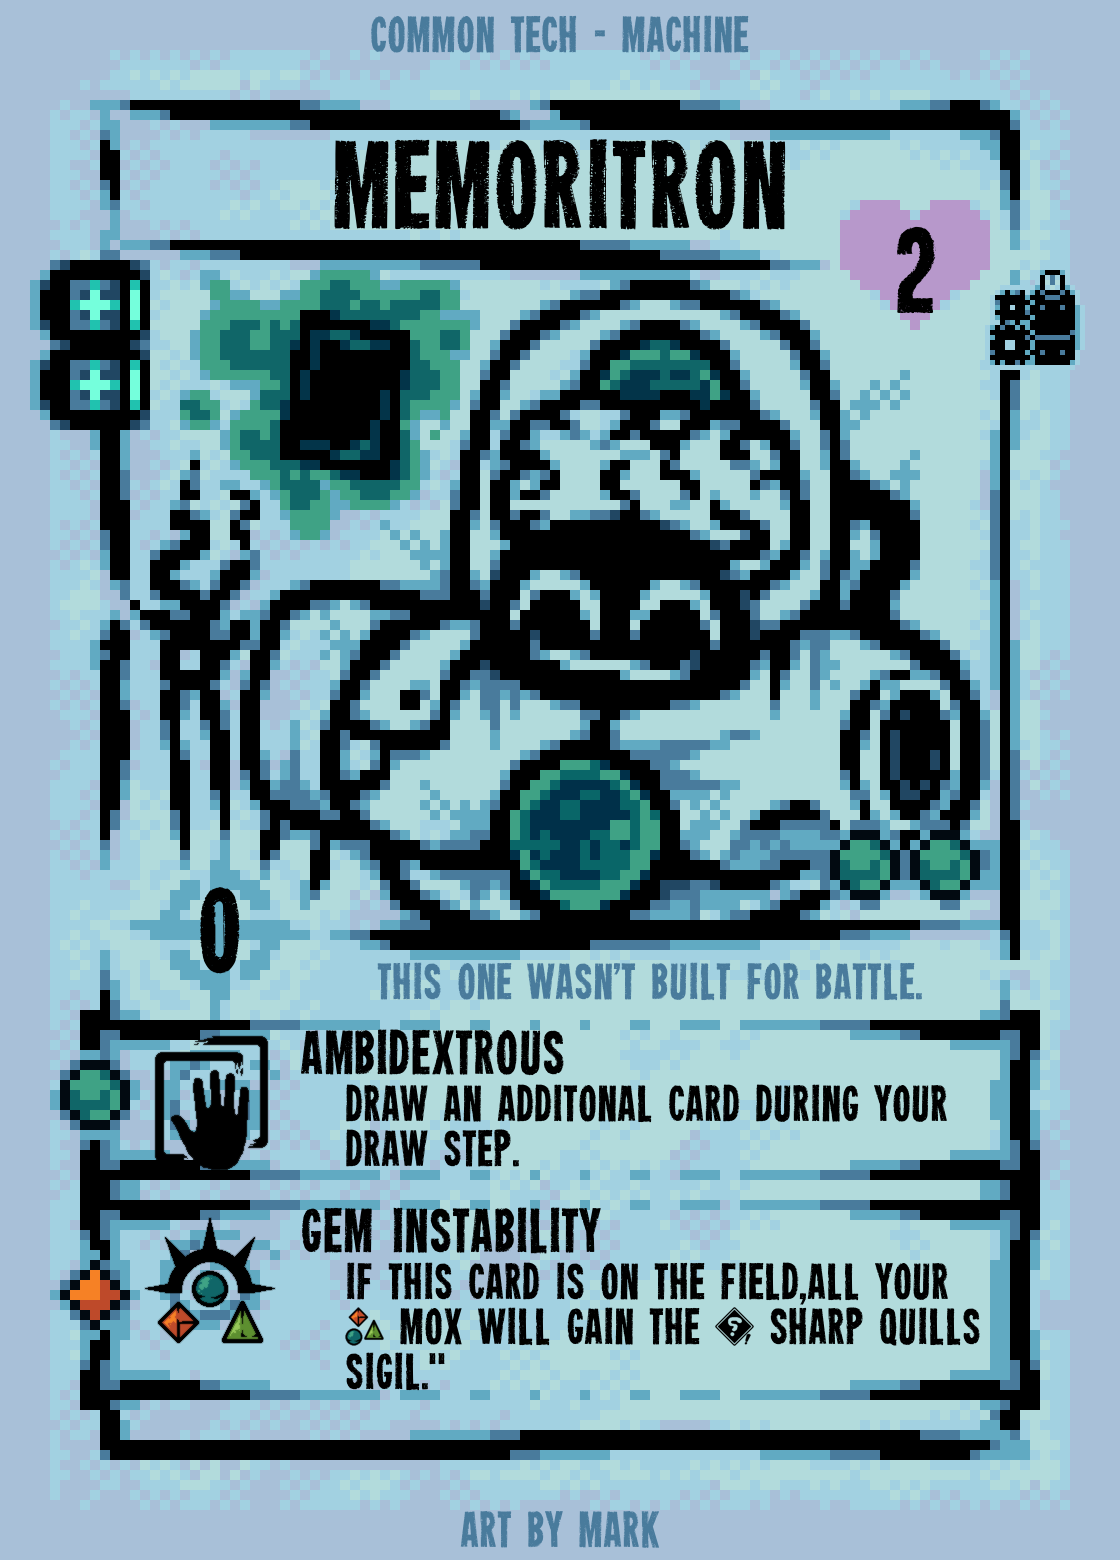 COMMON TECH - MACHINE
MEMORITRON
2
0
THIS ONE WASN'T BUILT FOR BATTLE.
AMBIDEXTROUS
DRAW AN ADDITONAL CARD DURING YOUR
DRAW STEP.
GEM INSTABILITY
IF THIS CARD IS ON THE FIELD,ALL YOUR
MOX WILL GAIN THE ? SHARP QUILLS
SIGIL."
ART BY MARK